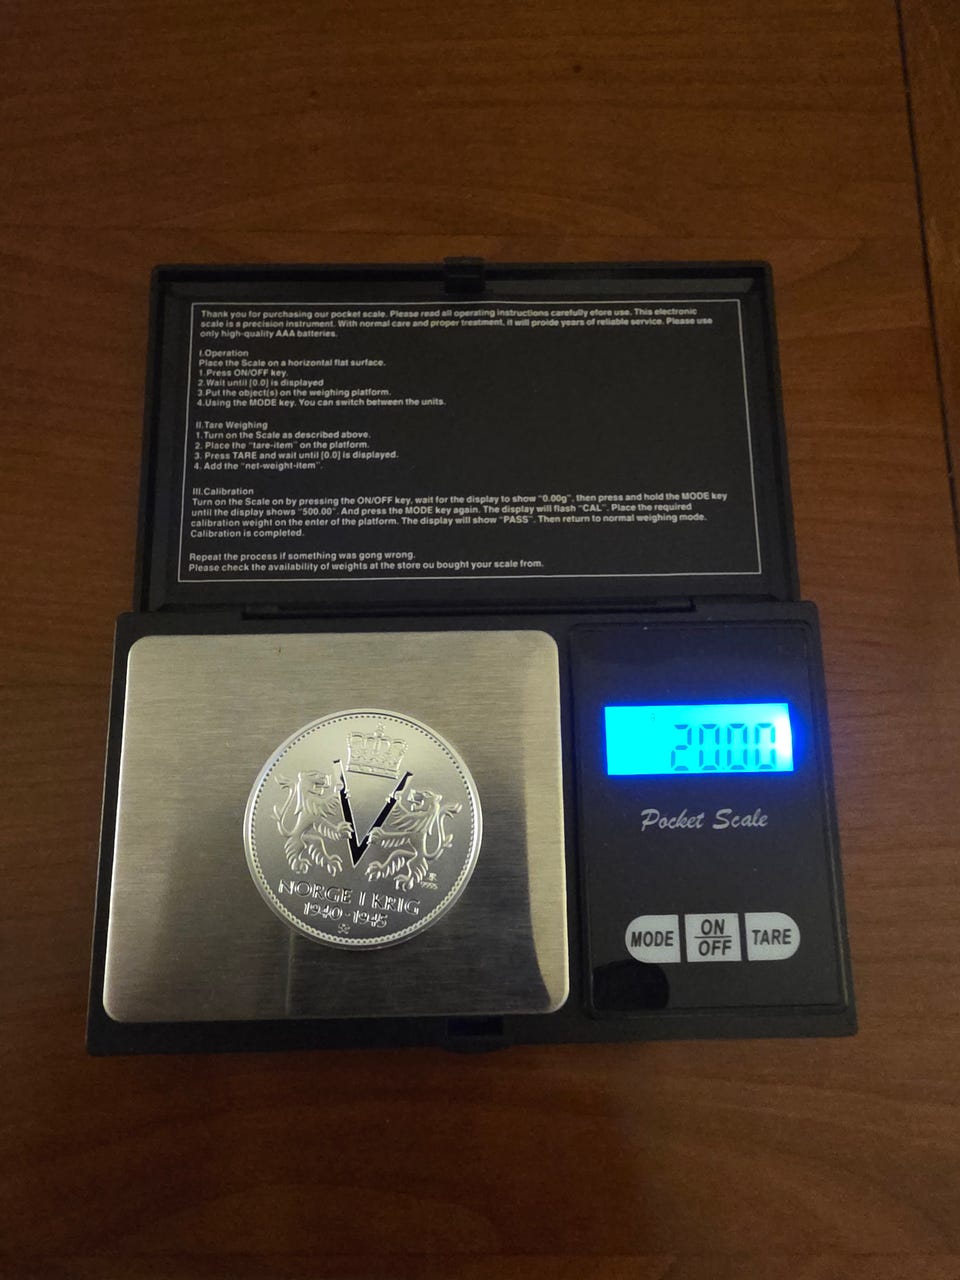 Thank you for purchasing our pocket scale. Please read all operating instructions carefully efore use. This electronic
scale is a precision instrument. With normal care and proper treatment, it will proide years of reliable service. Please use
only high-quality AAA batteries.
I.Operation
Place the Scale on a horizontal flat surface.
1.Press ON/OFF key.
2.Wait until [0.0] is displayed
3.Put the object(s) on the weighing platform.
4.Using the MODE key. You can switch between the units.
II.Tare Weighing
1.Turn on the Scale as described above.
2. Place the "tare-item" on the platform.
3. Press TARE and wait until [0.0] is displayed.
4. Add the "net-weight-item".
III.Calibration
Turn on the Scale on by pressing the ON/OFF key, wait for the display to show "0.00g", then press and hold the MODE key
until the display shows "500.00". And press the MODE key again. The display will flash "CAL". Place the required
calibration weight on the enter of the platform. The display will show "PASS". Then return to normal weighing mode.
Calibration is completed.
Repeat the process if something was gong wrong.
Please check the availability of weights at the store ou bought your scale from.
20.00
Pocket Scale
MODE
ON
OFF
TARE
V
NORGE I KRIG
1940-1945